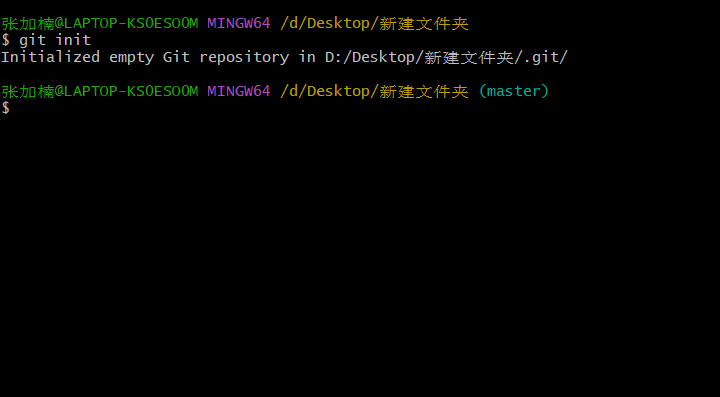 张加楠@LAPTOP-KS0ES00M MINGW64 /d/Desktop/新建文件夹
$ git init
Initialized empty Git repository in D:/Desktop/新建文件夹/.git/
张加楠@LAPTOP-KS0ES00M MINGW64 /d/Desktop/新建文件夹 (master)
$